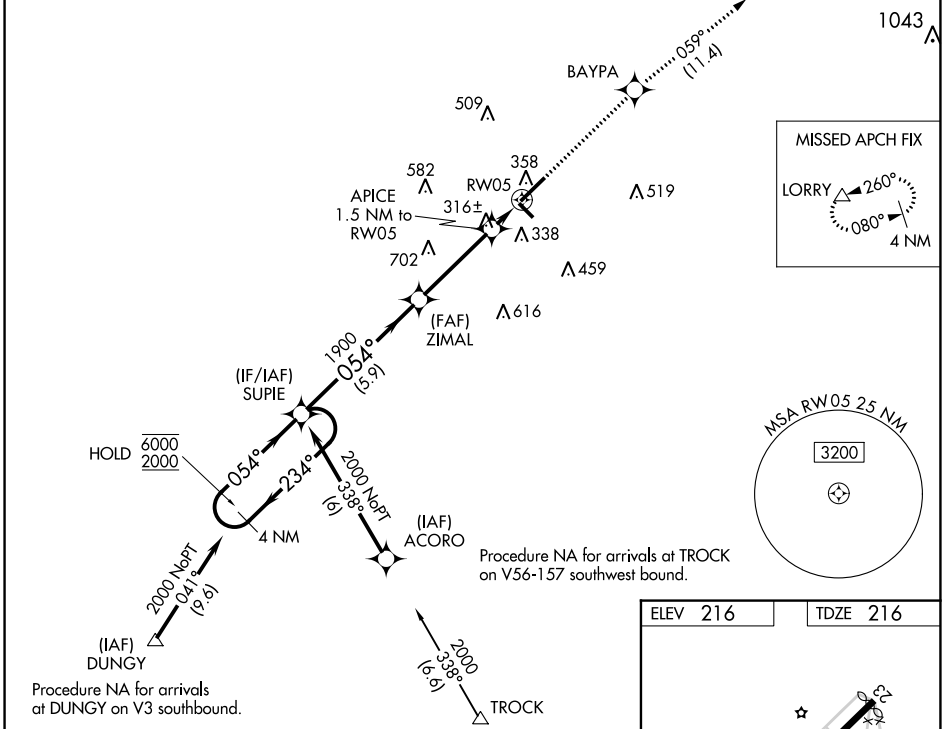 1043
059°
(11.4)
BAYPA
509
MISSED APCH FIX
LORRY
260°
080°
4 NM
582
358
RW05
519
APICE
1.5 NM to
RW05
316±
338
702
459
616
(FAF)
ZIMAL
1900
054°
(5.9)
(IF/IAF)
SUPIE
MSA RW05 25 NM
3200
HOLD
6000
2000
054°
234°
4 NM
2000 NoPT
338°
(6)
(IAF)
ACORO
Procedure NA for arrivals at TROCK
on V56-157 southwest bound.
2000 NoPT
041°
(9.6)
(IAF)
DUNGY
Procedure NA for arrivals
at DUNGY on V3 southbound.
2000
338°
(6.6)
TROCK
ELEV 216
TDZE 216
23